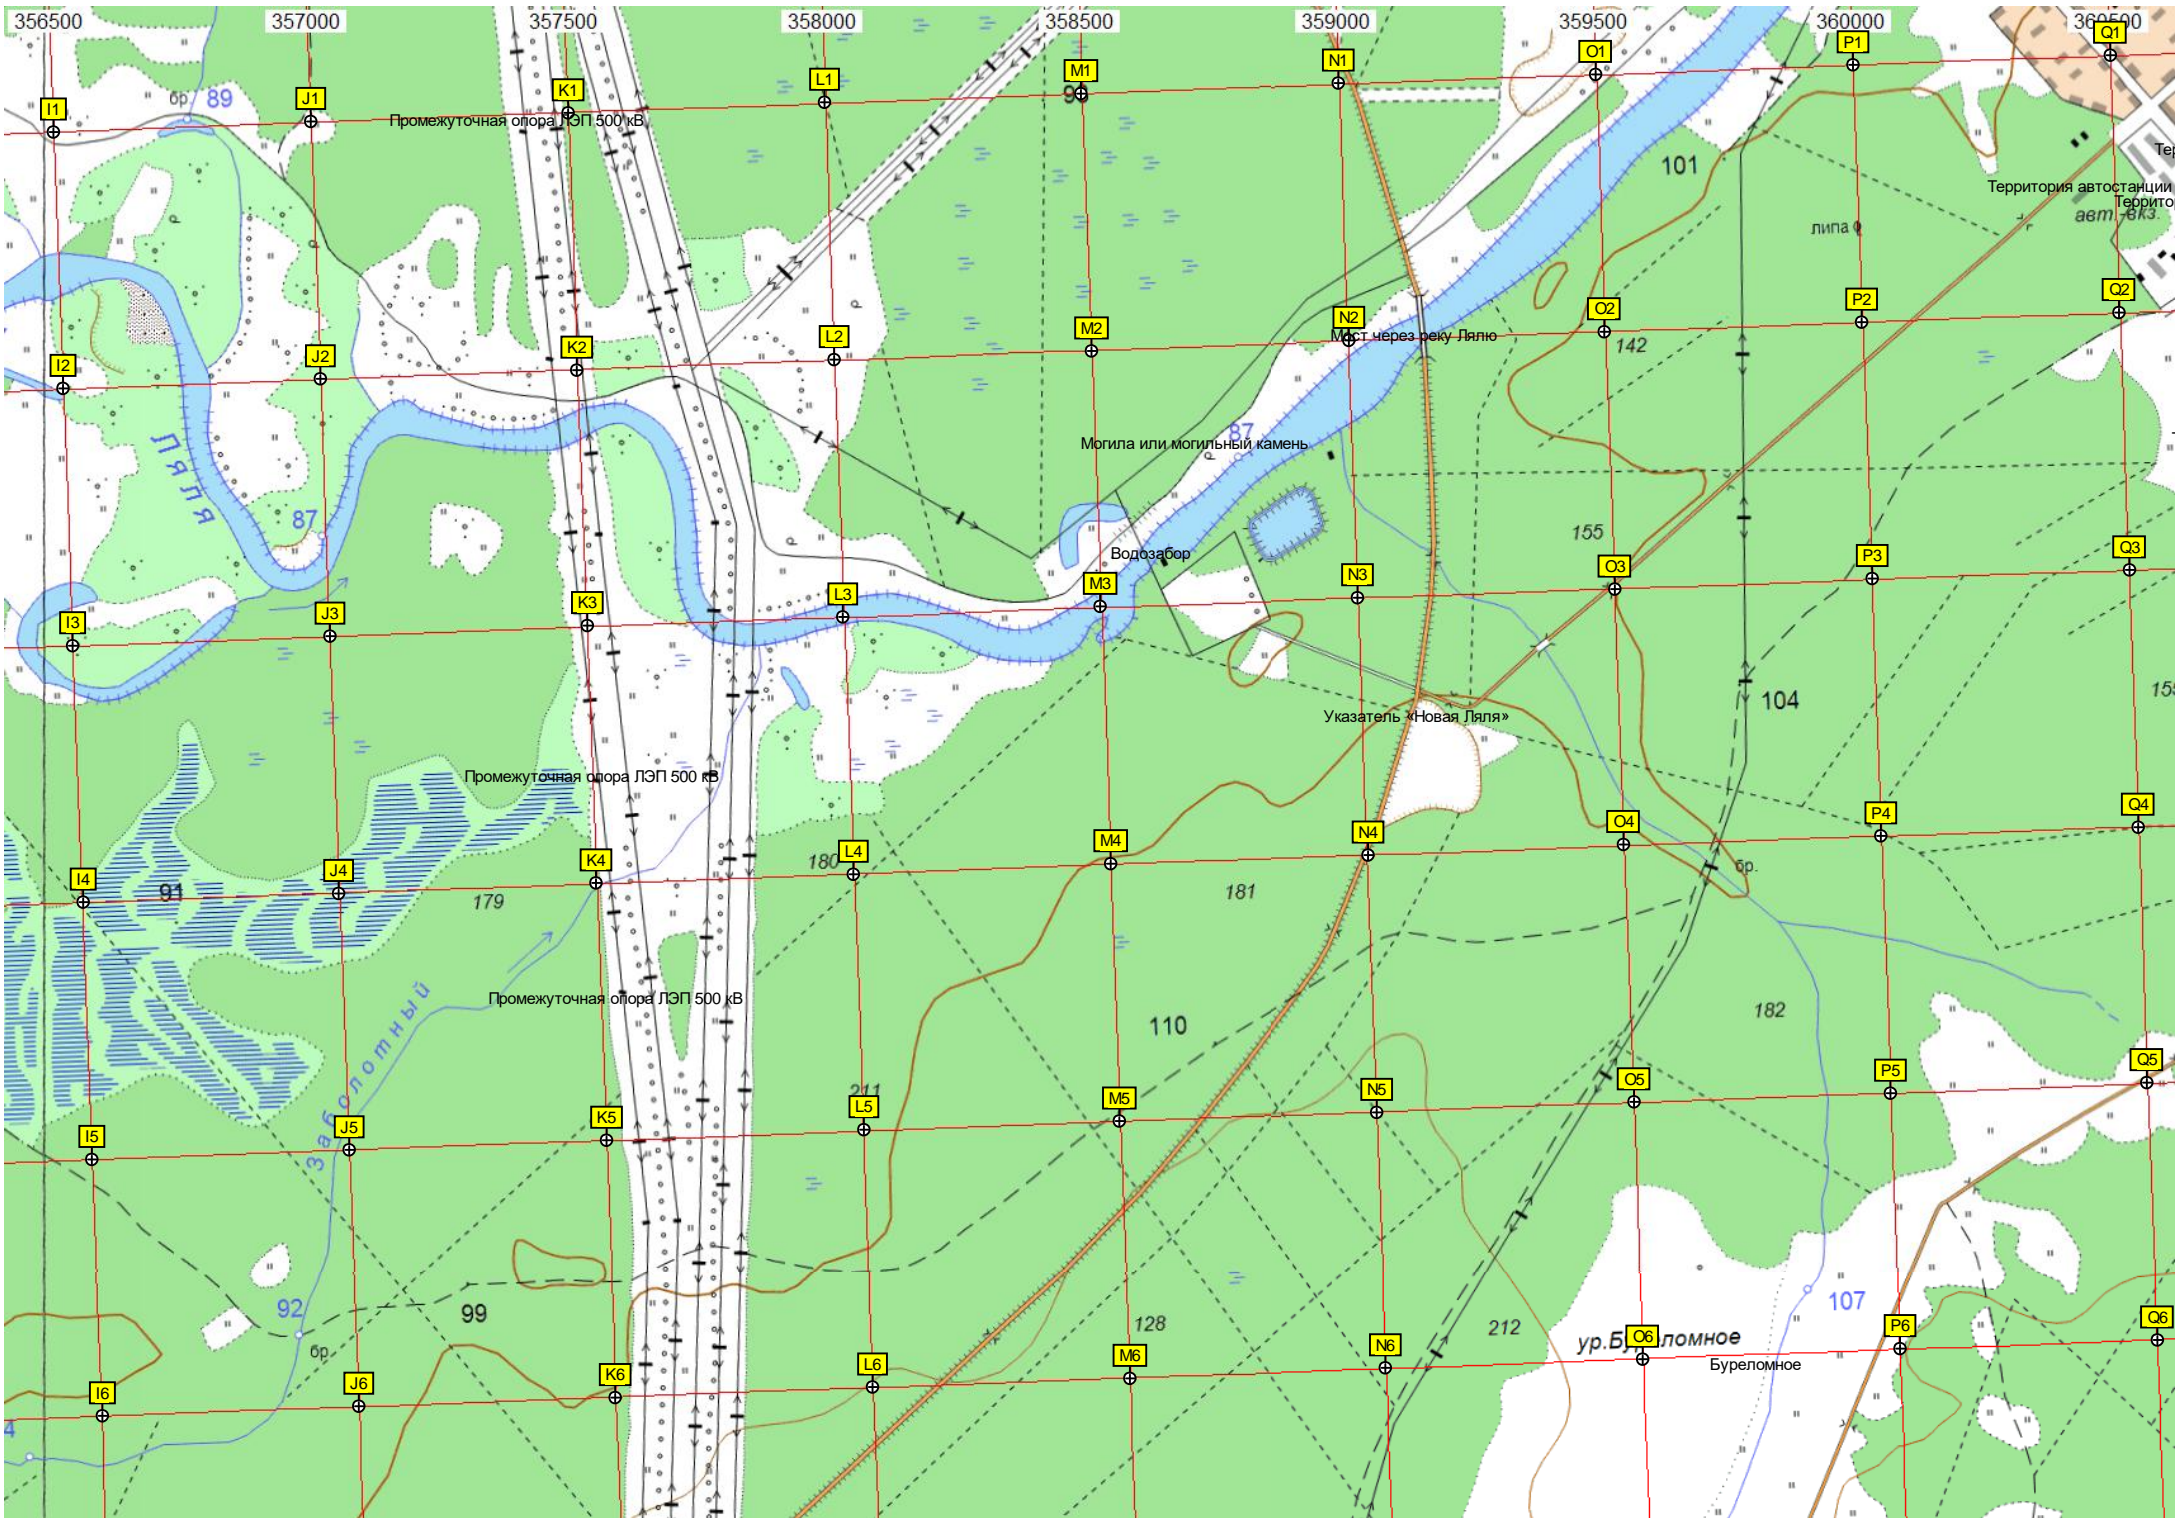 356500 357000 357500 358000 358500 359000 359500 360000 360500
I1 J1 K1 L1 M1 N1 O1 P1 Q1
бр. 89
Промежуточная опора ЛЭП 500 кВ
101
Территория автостанции
авт.-вкз.
липа
I2 J2 K2 L2 M2 N2 O2 P2 Q2
Мост через реку Лялю
142
Ляля
87
Могила или могильный камень
87
155
Водозабор
I3 J3 K3 L3 M3 N3 O3 P3 Q3
104
155
Указатель «Новая Ляля»
Промежуточная опора ЛЭП 500 кВ
I4 J4 K4 L4 M4 N4 O4 P4 Q4
180
бр.
91
179
181
Заболотный
Промежуточная опора ЛЭП 500 кВ
110
182
211
I5 J5 K5 L5 M5 N5 O5 P5 Q5
92
99
128
212
107
ур.Буреломное
Буреломное
бр.
I6 J6 K6 L6 M6 N6 O6 P6 Q6
4